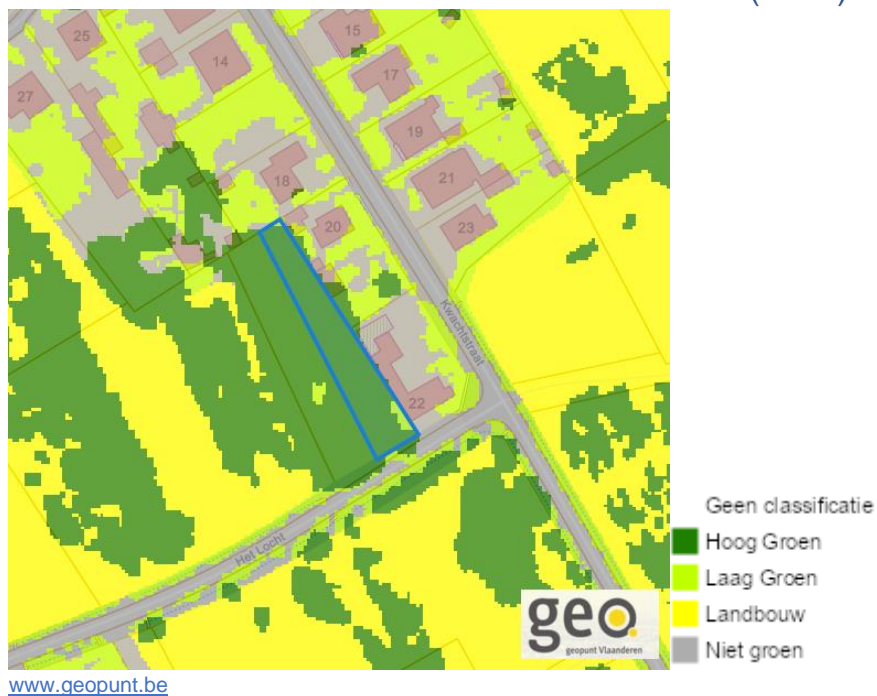 25
15
14
17
27
19
18
21
20
23
Kwachtstraat
22
Het Locht
geo
geopunt Vlaanderen
Geen classificatie
Hoog Groen
Laag Groen
Landbouw
Niet groen
www.geopunt.be